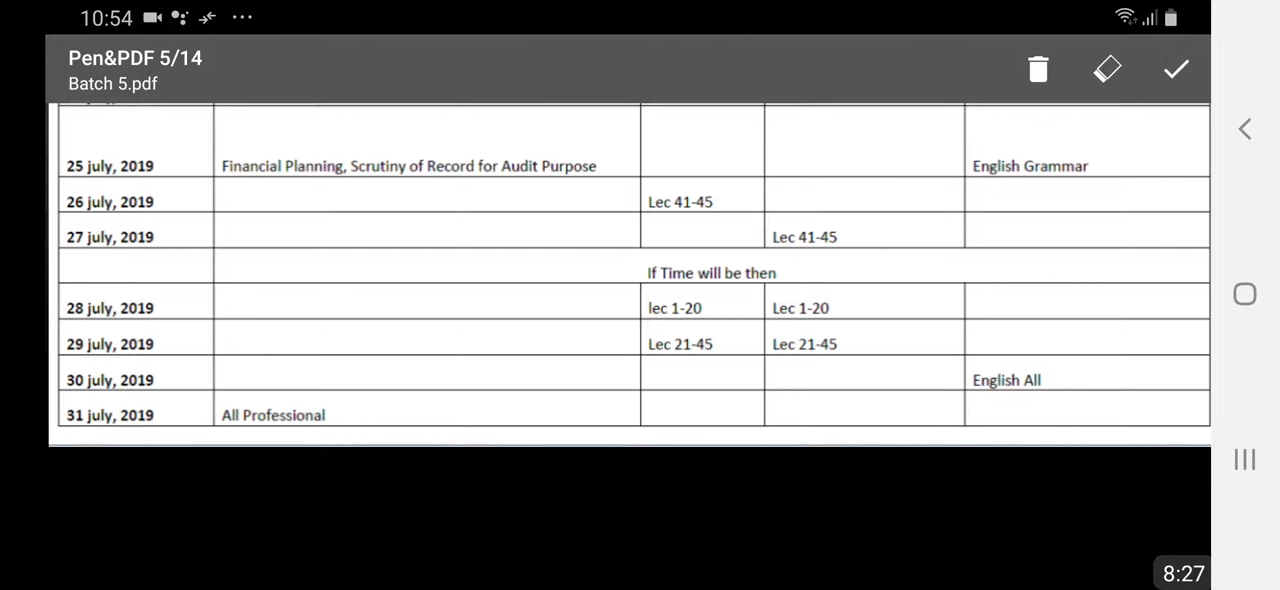 10:54
Pen&PDF 5/14
Batch 5.pdf
25 july, 2019 Financial Planning, Scrutiny of Record for Audit Purpose English Grammar
26 july, 2019 Lec 41-45
27 july, 2019 Lec 41-45
If Time will be then
28 july, 2019 lec 1-20 Lec 1-20
29 july, 2019 Lec 21-45 Lec 21-45
30 july, 2019 English All
31 july, 2019 All Professional
8:27